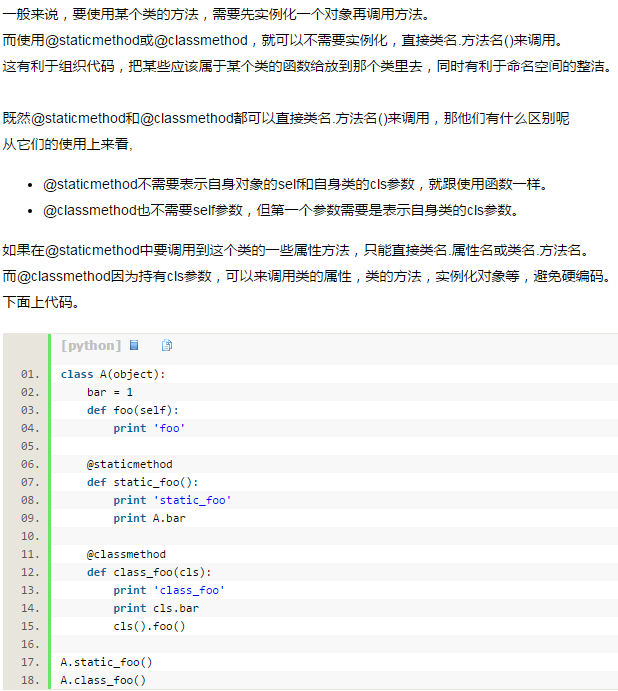 一般来说，要使用某个类的方法，需要先实例化一个对象再调用方法。
而使用@staticmethod或@classmethod，就可以不需要实例化，直接类名.方法名()来调用。
这有利于组织代码，把某些应该属于某个类的函数给放到那个类里去，同时有利于命名空间的整洁。
既然@staticmethod和@classmethod都可以直接类名.方法名()来调用，那他们有什么区别呢
从它们的使用上来看,
• @staticmethod不需要表示自身对象的self和自身类的cls参数，就跟使用函数一样。
• @classmethod也不需要self参数，但第一个参数需要是表示自身类的cls参数。
如果在@staticmethod中要调用到这个类的一些属性方法，只能直接类名.属性名或类名.方法名。
而@classmethod因为持有cls参数，可以来调用类的属性，类的方法，实例化对象等，避免硬编码。
下面上代码。
[python]
01. class A(object):
02.     bar = 1
03.     def foo(self):
04.         print 'foo'
05.
06.     @staticmethod
07.     def static_foo():
08.         print 'static_foo'
09.         print A.bar
10.
11.     @classmethod
12.     def class_foo(cls):
13.         print 'class_foo'
14.         print cls.bar
15.         cls().foo()
16.
17. A.static_foo()
18. A.class_foo()